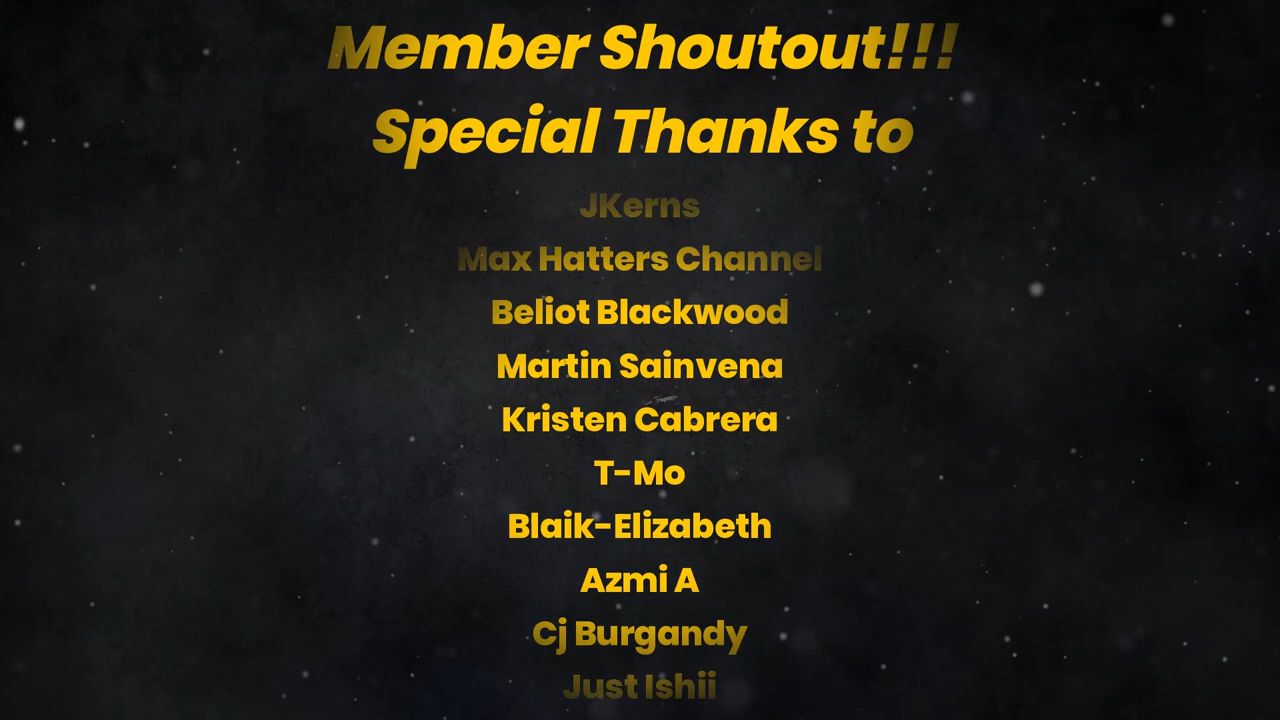 Member Shoutout!!!
Special Thanks to
JKerns
Max Hatters Channel
Beliot Blackwood
Martin Sainvena
Kristen Cabrera
T-Mo
Blaik-Elizabeth
Azmi A
Cj Burgandy
Just Ishii